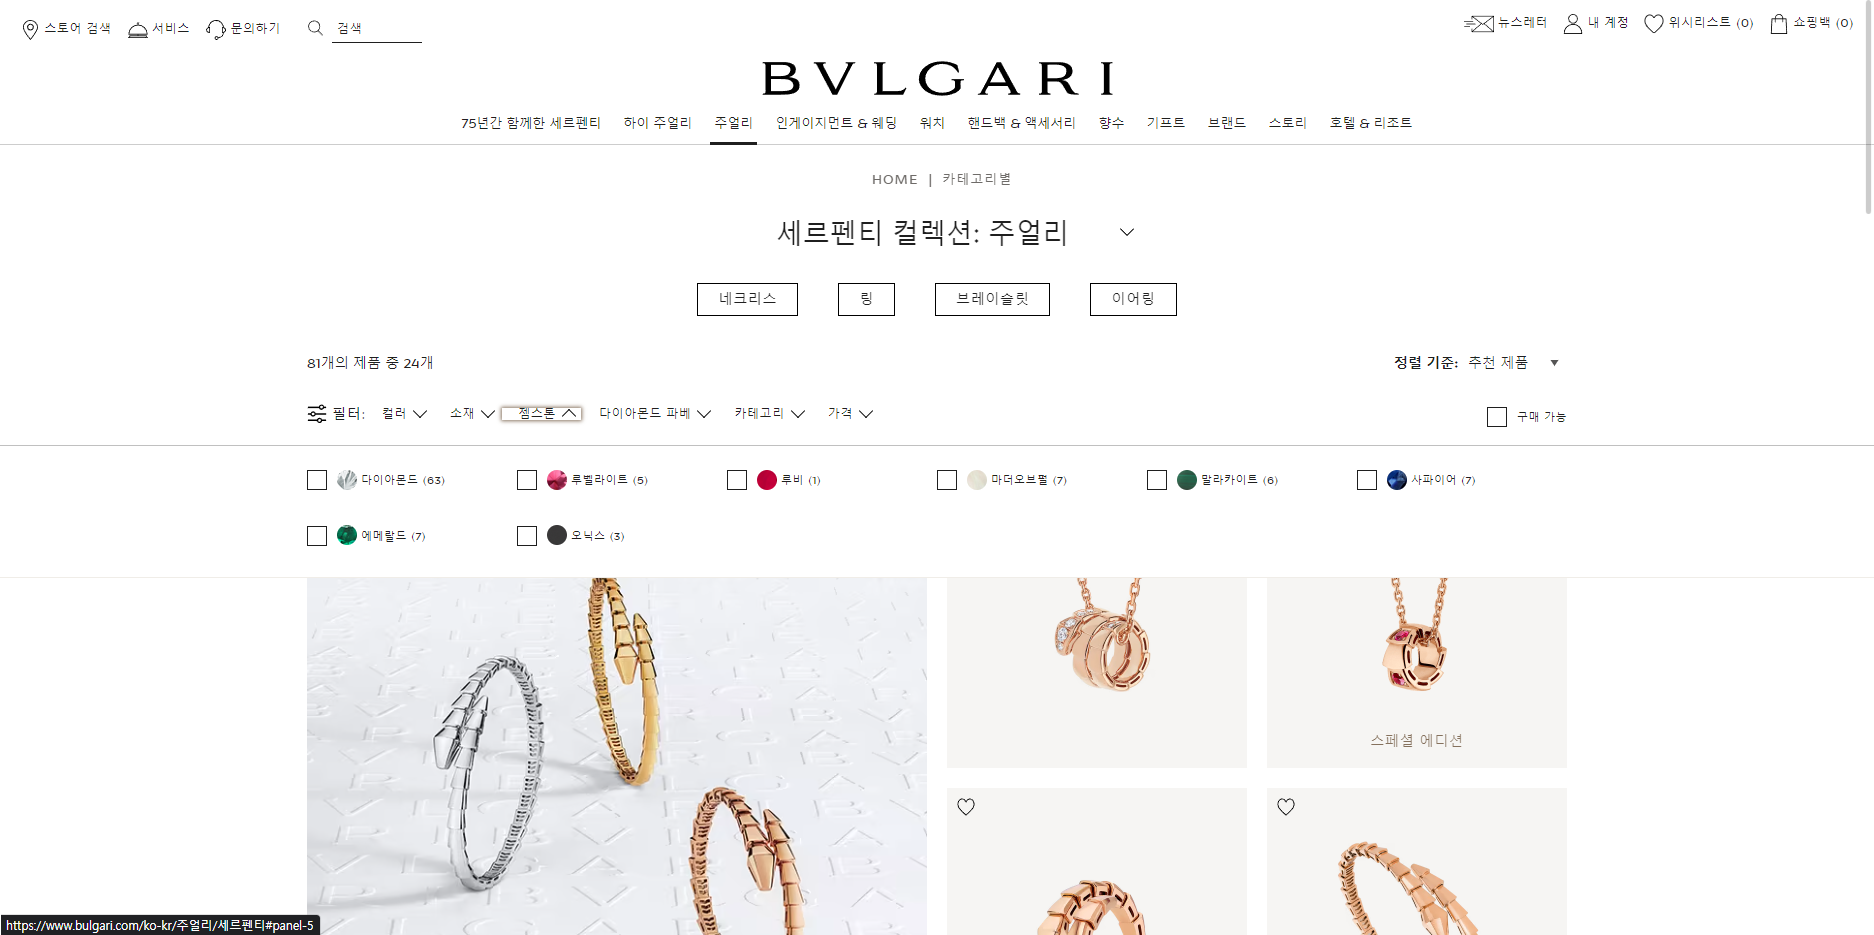 스토어 검색 서비스 문의하기 검색 뉴스레터 내 계정 위시리스트 (0) 쇼핑백 (0)
BVLGARI
75년간 함께한 세르펜티 하이 주얼리 주얼리 인게이지먼트 & 웨딩 워치 핸드백 & 액세서리 향수 기프트 브랜드 스토리 호텔 & 리조트
HOME | 카테고리별
세르펜티 컬렉션: 주얼리
네크리스 링 브레이슬릿 이어링
81개의 제품 중 24개 정렬 기준: 추천 제품
필터: 컬러 소재 젬스톤 다이아몬드 파베 카테고리 가격 구매 가능
다이아몬드 (63) 루벨라이트 (5) 루비 (1) 마더오브펄 (7) 말라카이트 (6) 사파이어 (7)
에메랄드 (7) 오닉스 (3)
스페셜 에디션
https://www.bulgari.com/ko-kr/주얼리/세르펜티#panel-5